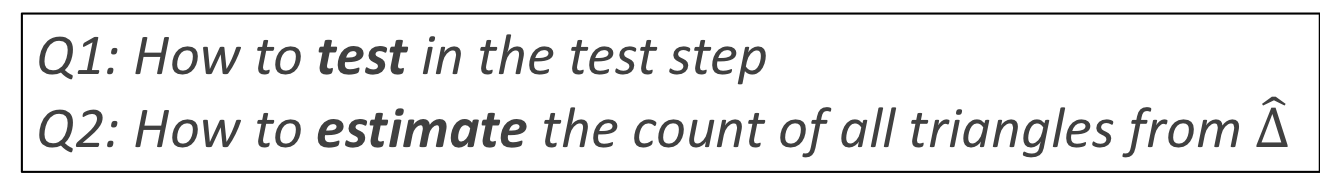 Q1: How to test in the test step
Q2: How to estimate the count of all triangles from Δ̂